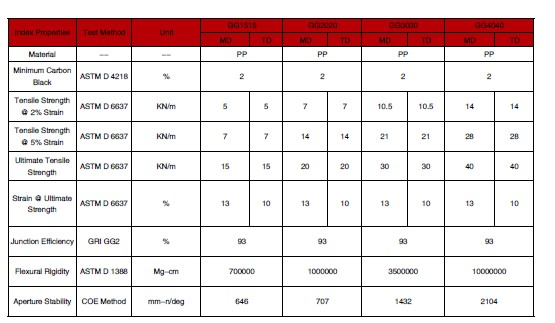 Index Properties Test Method Unit GG1515 GG2020 GG3030 GG4040
MD TD MD TD MD TD MD TD
Material —— —— PP PP PP PP
Minimum Carbon Black ASTM D 4218 % 2 2 2 2
Tensile Strength @ 2% Strain ASTM D 6637 KN/m 5 5 7 7 10.5 10.5 14 14
Tensile Strength @ 5% Strain ASTM D 6637 KN/m 7 7 14 14 21 21 28 28
Ultimate Tensile Strength ASTM D 6637 KN/m 15 15 20 20 30 30 40 40
Strain @ Ultimate Strength ASTM D 6637 % 13 10 13 10 13 10 13 10
Junction Efficiency GRI GG2 % 93 93 93 93
Flexural Rigidity ASTM D 1388 Mg-cm 700000 1000000 3500000 10000000
Aperture Stability COE Method mm-n/deg 646 707 1432 2104